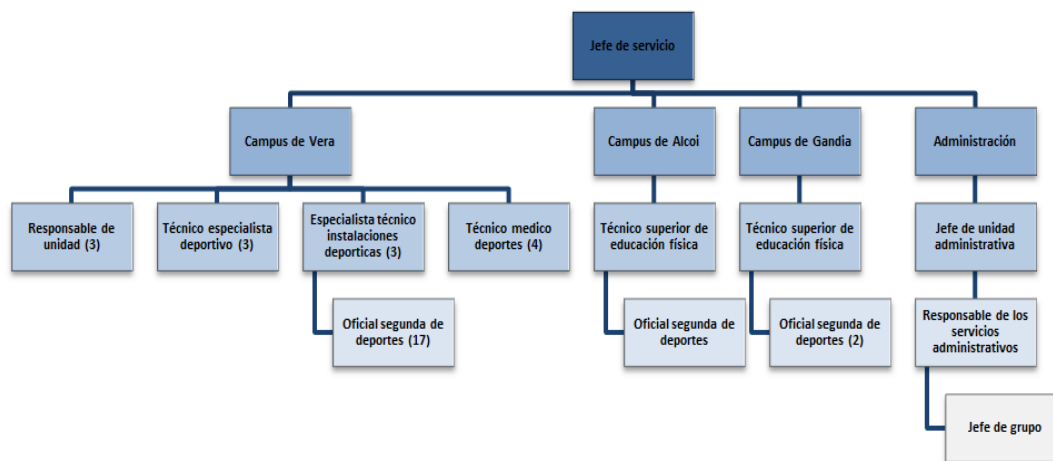 Jefe de servicio
Campus de Vera
Campus de Alcoi
Campus de Gandia
Administración
Responsable de
unidad (3)
Técnico especialista
deportivo (3)
Especialista técnico
instalaciones
deporticas (3)
Técnico medico
deportes (4)
Técnico superior de
educación física
Técnico superior de
educación física
Jefe de unidad
administrativa
Oficial segunda de
deportes (17)
Oficial segunda de
deportes
Oficial segunda de
deportes (2)
Responsable de los
servicios
administrativos
Jefe de grupo